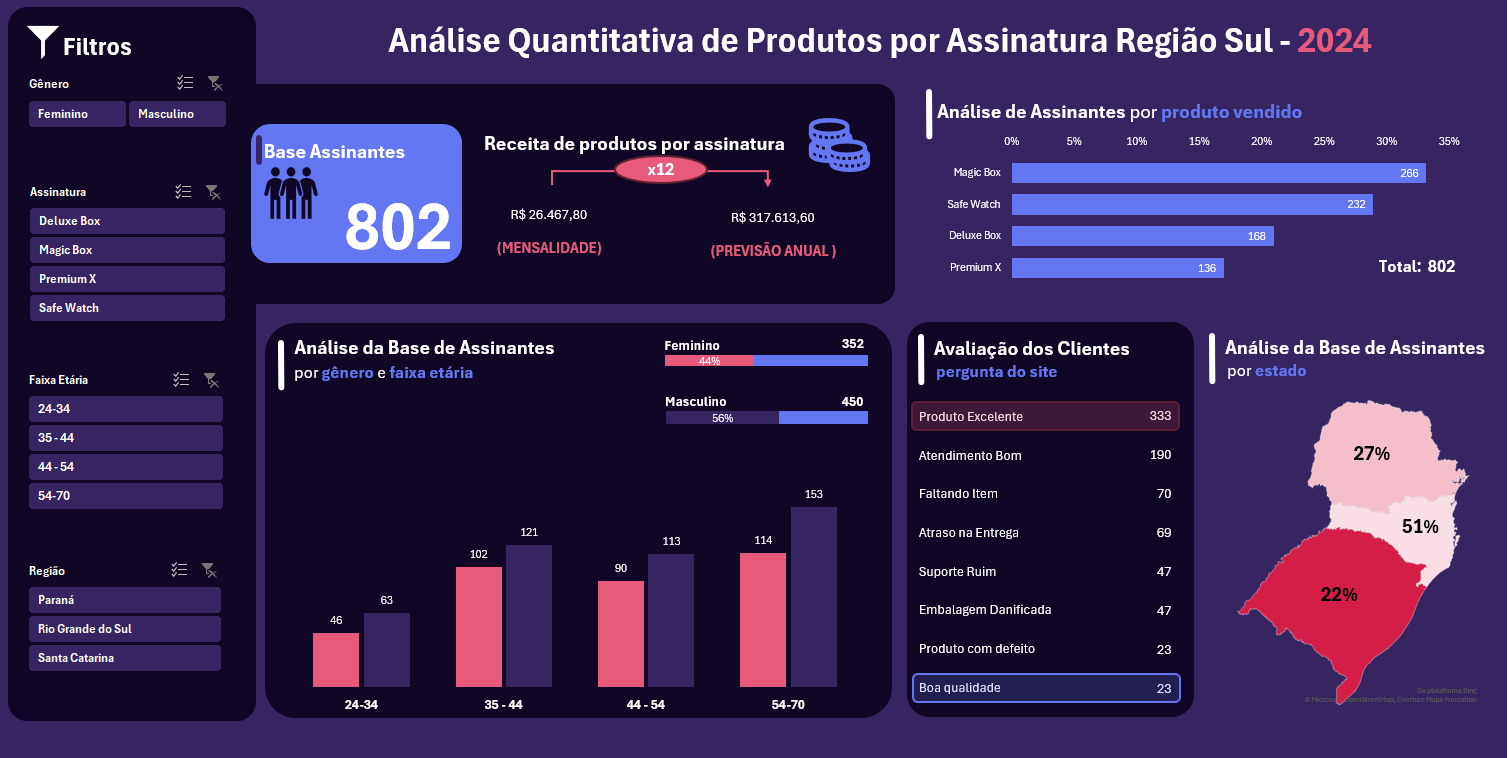 Filtros
Gênero
Feminino
Masculino
Assinatura
Deluxe Box
Magic Box
Premium X
Safe Watch
Faixa Etária
24-34
35 - 44
44 - 54
54-70
Região
Paraná
Rio Grande do Sul
Santa Catarina
Análise Quantitativa de Produtos por Assinatura Região Sul - 2024
Base Assinantes
802
Receita de produtos por assinatura
x12
R$ 26.467,80
(MENSALIDADE)
R$ 317.613,60
(PREVISÃO ANUAL )
Análise de Assinantes por produto vendido
0% 5% 10% 15% 20% 25% 30% 35%
Magic Box 266
Safe Watch 232
Deluxe Box 168
Premium X 136
Total: 802
Análise da Base de Assinantes
por gênero e faixa etária
Feminino 352
44%
Masculino 450
56%
46 63 102 121 90 113 114 153
24-34 35 - 44 44 - 54 54-70
Avaliação dos Clientes
pergunta do site
Produto Excelente 333
Atendimento Bom 190
Faltando Item 70
Atraso na Entrega 69
Suporte Ruim 47
Embalagem Danificada 47
Produto com defeito 23
Boa qualidade 23
Análise da Base de Assinantes
por estado
27%
51%
22%
Da plataforma Bing
OpenStreetMap, Overture Maps Fundation